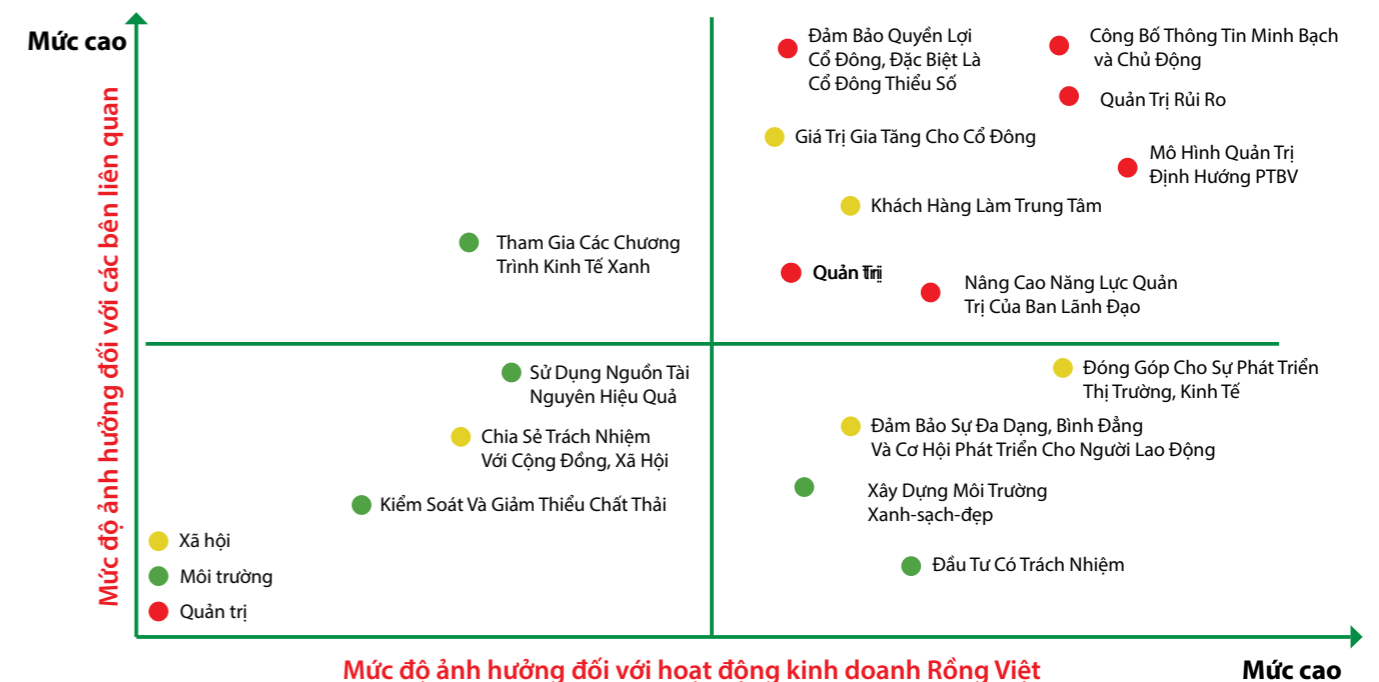 Mức cao
Mức độ ảnh hưởng đối với các bên liên quan
Đảm Bảo Quyền Lợi
Cổ Đông, Đặc Biệt Là
Cổ Đông Thiểu Số
Công Bố Thông Tin Minh Bạch
và Chủ Động
Quản Trị Rủi Ro
Giá Trị Gia Tăng Cho Cổ Đông
Mô Hình Quản Trị
Định Hướng PTBV
Khách Hàng Làm Trung Tâm
Tham Gia Các Chương
Trình Kinh Tế Xanh
Quản Trị
Nâng Cao Năng Lực Quản
Trị Của Ban Lãnh Đạo
Sử Dụng Nguồn Tài
Nguyên Hiệu Quả
Đóng Góp Cho Sự Phát Triển
Thị Trường, Kinh Tế
Chia Sẻ Trách Nhiệm
Với Cộng Đồng, Xã Hội
Đảm Bảo Sự Đa Dạng, Bình Đẳng
Và Cơ Hội Phát Triển Cho Người Lao Động
Kiểm Soát Và Giảm Thiểu Chất Thải
Xây Dựng Môi Trường
Xanh-sạch-đẹp
Đầu Tư Có Trách Nhiệm
Xã hội
Môi trường
Quản trị
Mức độ ảnh hưởng đối với hoạt động kinh doanh Rồng Việt
Mức cao